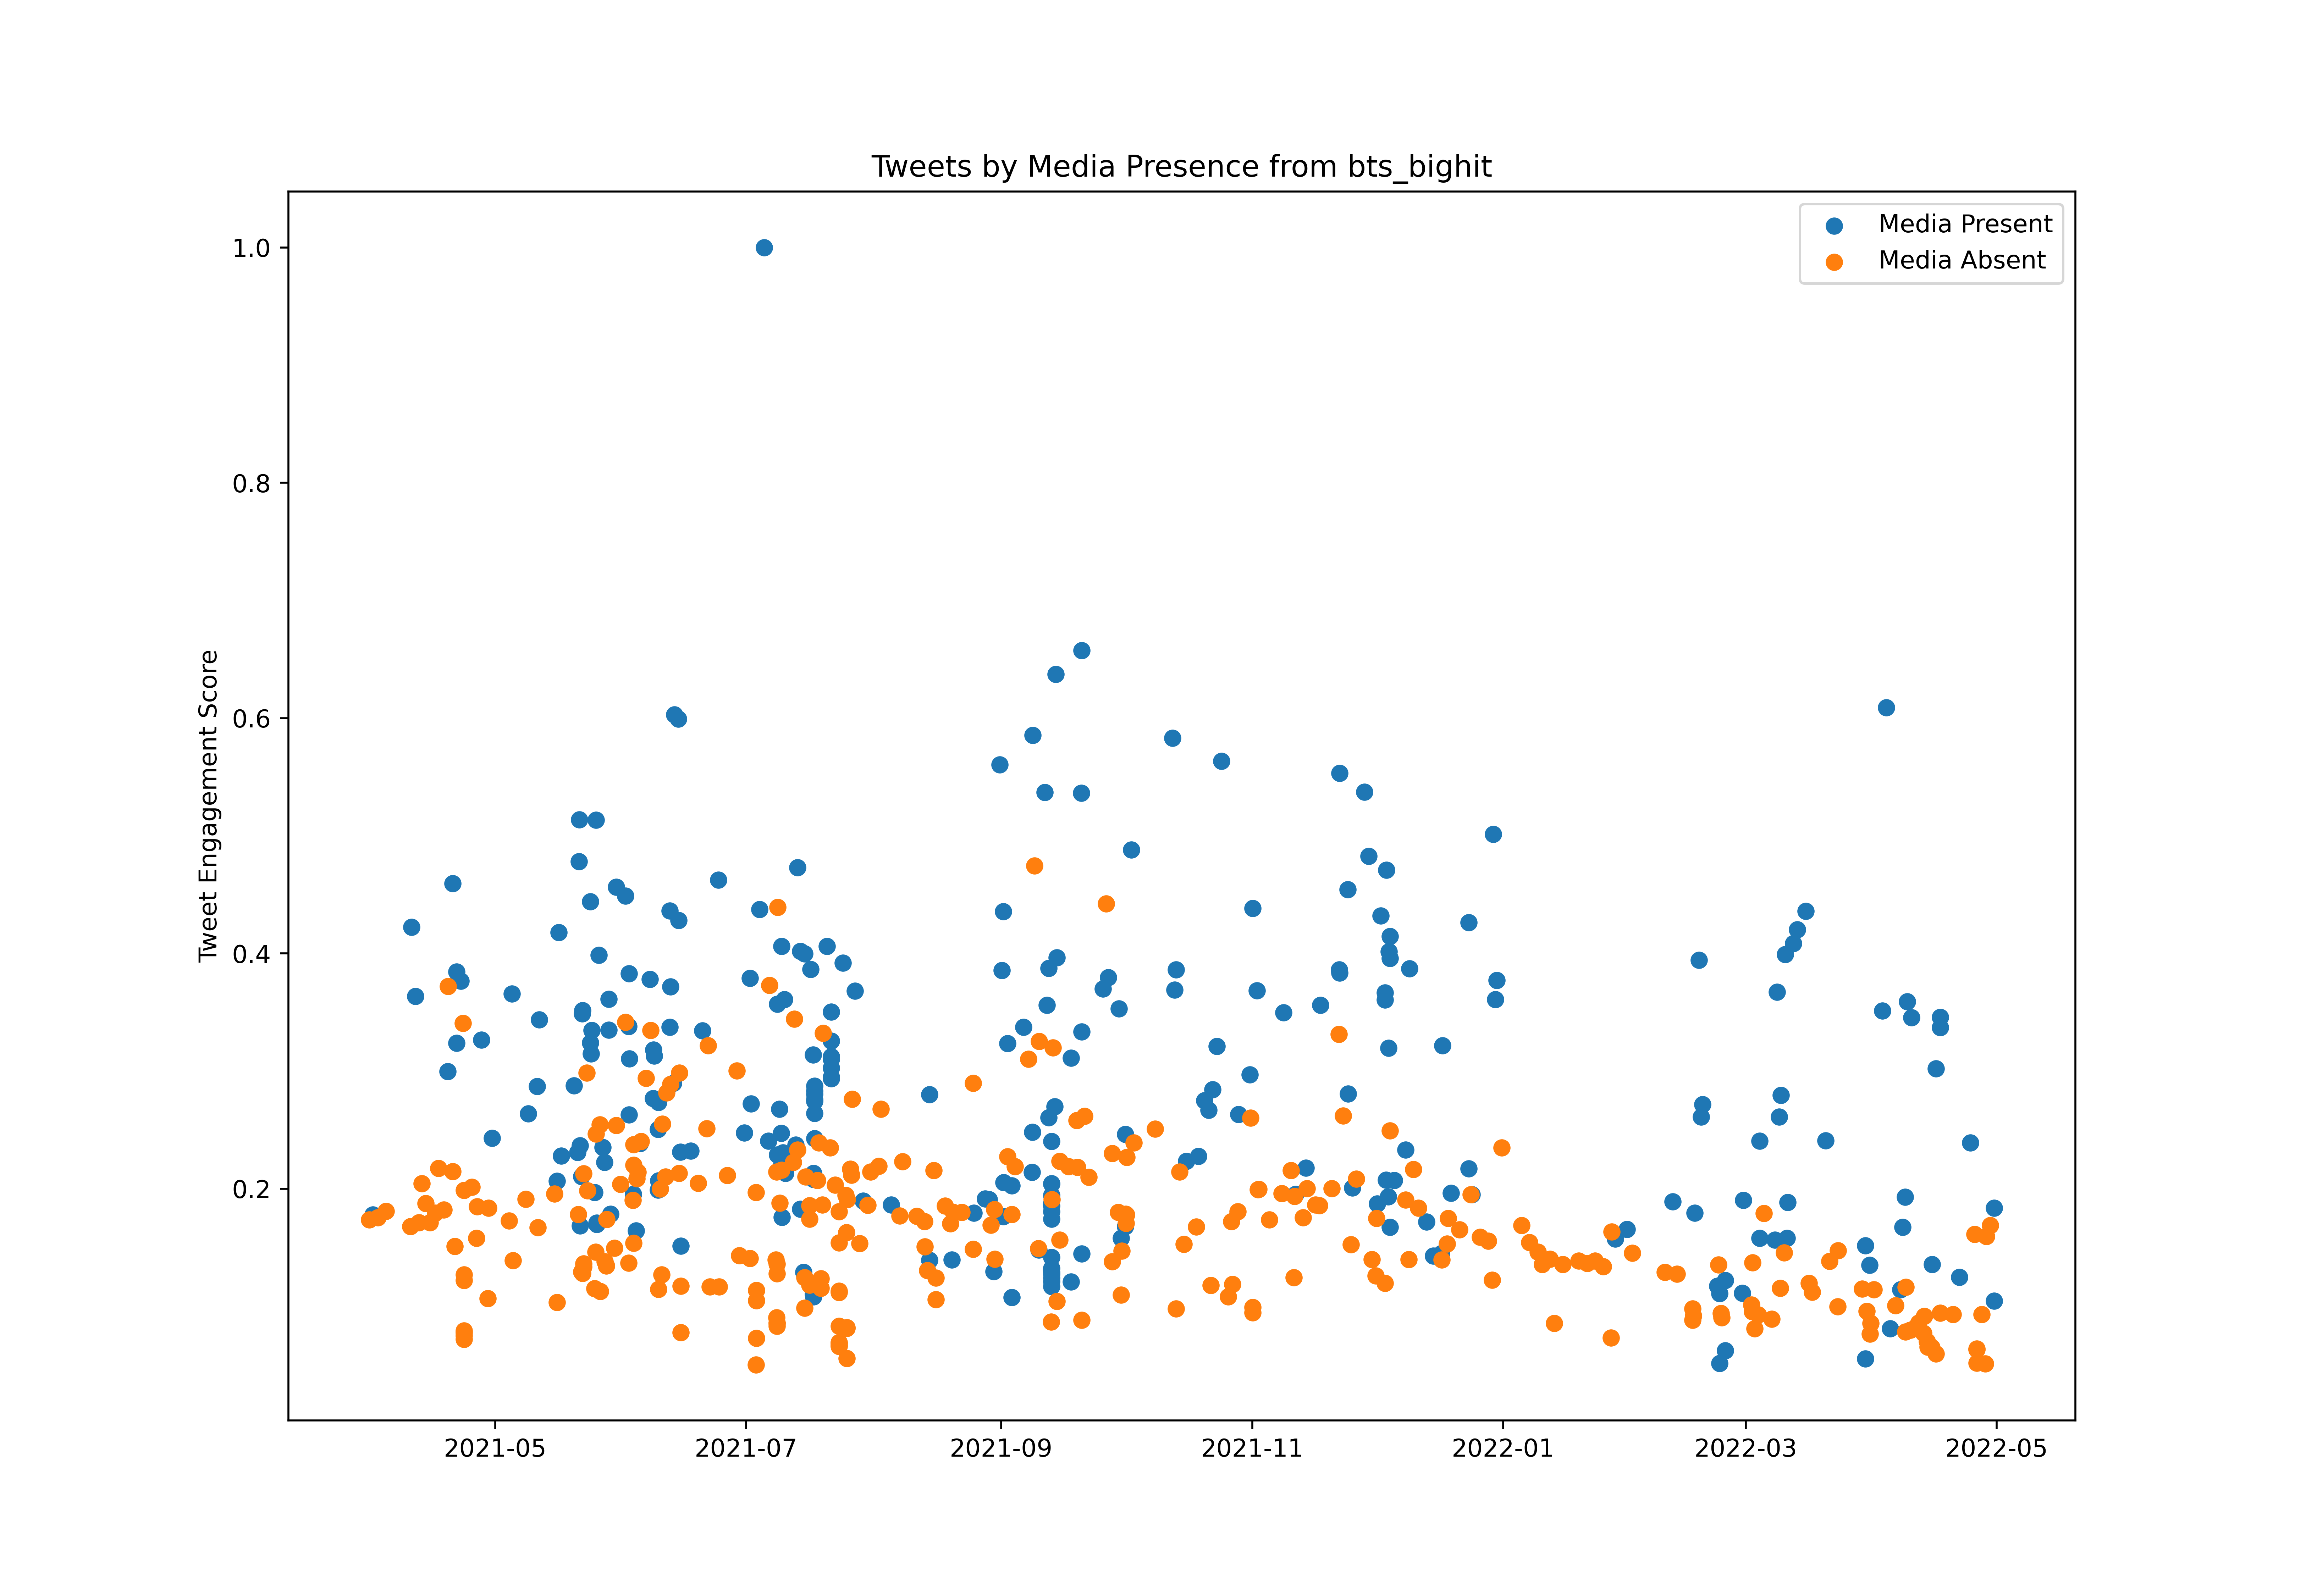 Tweets by Media Presence from bts_bighit
Media Present
Media Absent
Tweet Engagement Score
1.0
0.8
0.6
0.4
0.2
2021-05 2021-07 2021-09 2021-11 2022-01 2022-03 2022-05